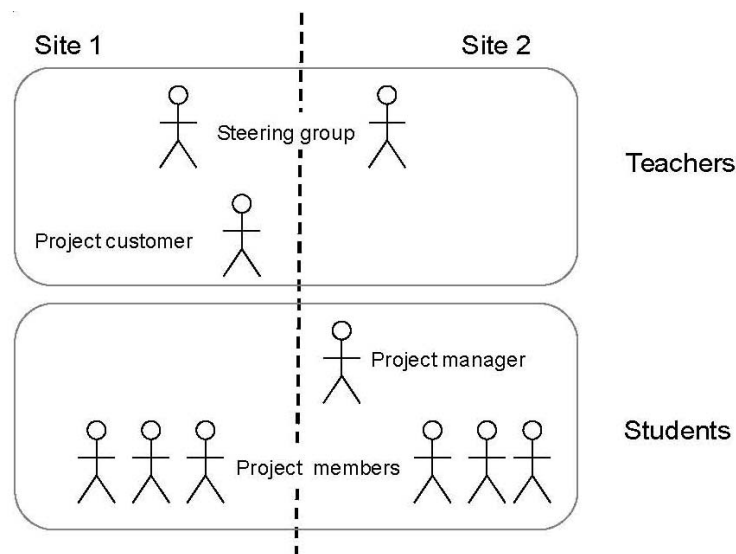 Site 1
Site 2
Steering group
Teachers
Project customer
Project manager
Students
Project members